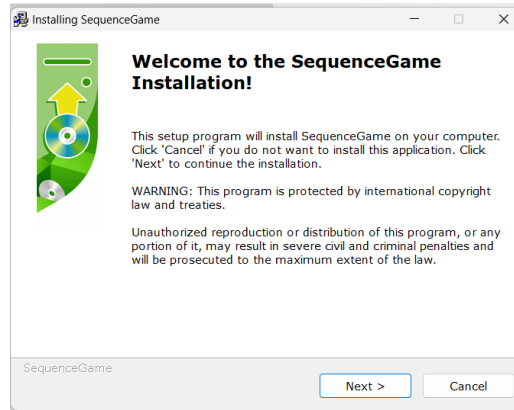 Installing SequenceGame
Welcome to the SequenceGame
Installation!
This setup program will install SequenceGame on your computer.
Click 'Cancel' if you do not want to install this application. Click
'Next' to continue the installation.
WARNING: This program is protected by international copyright
law and treaties.
Unauthorized reproduction or distribution of this program, or any
portion of it, may result in severe civil and criminal penalties and
will be prosecuted to the maximum extent of the law.
SequenceGame
Next >
Cancel